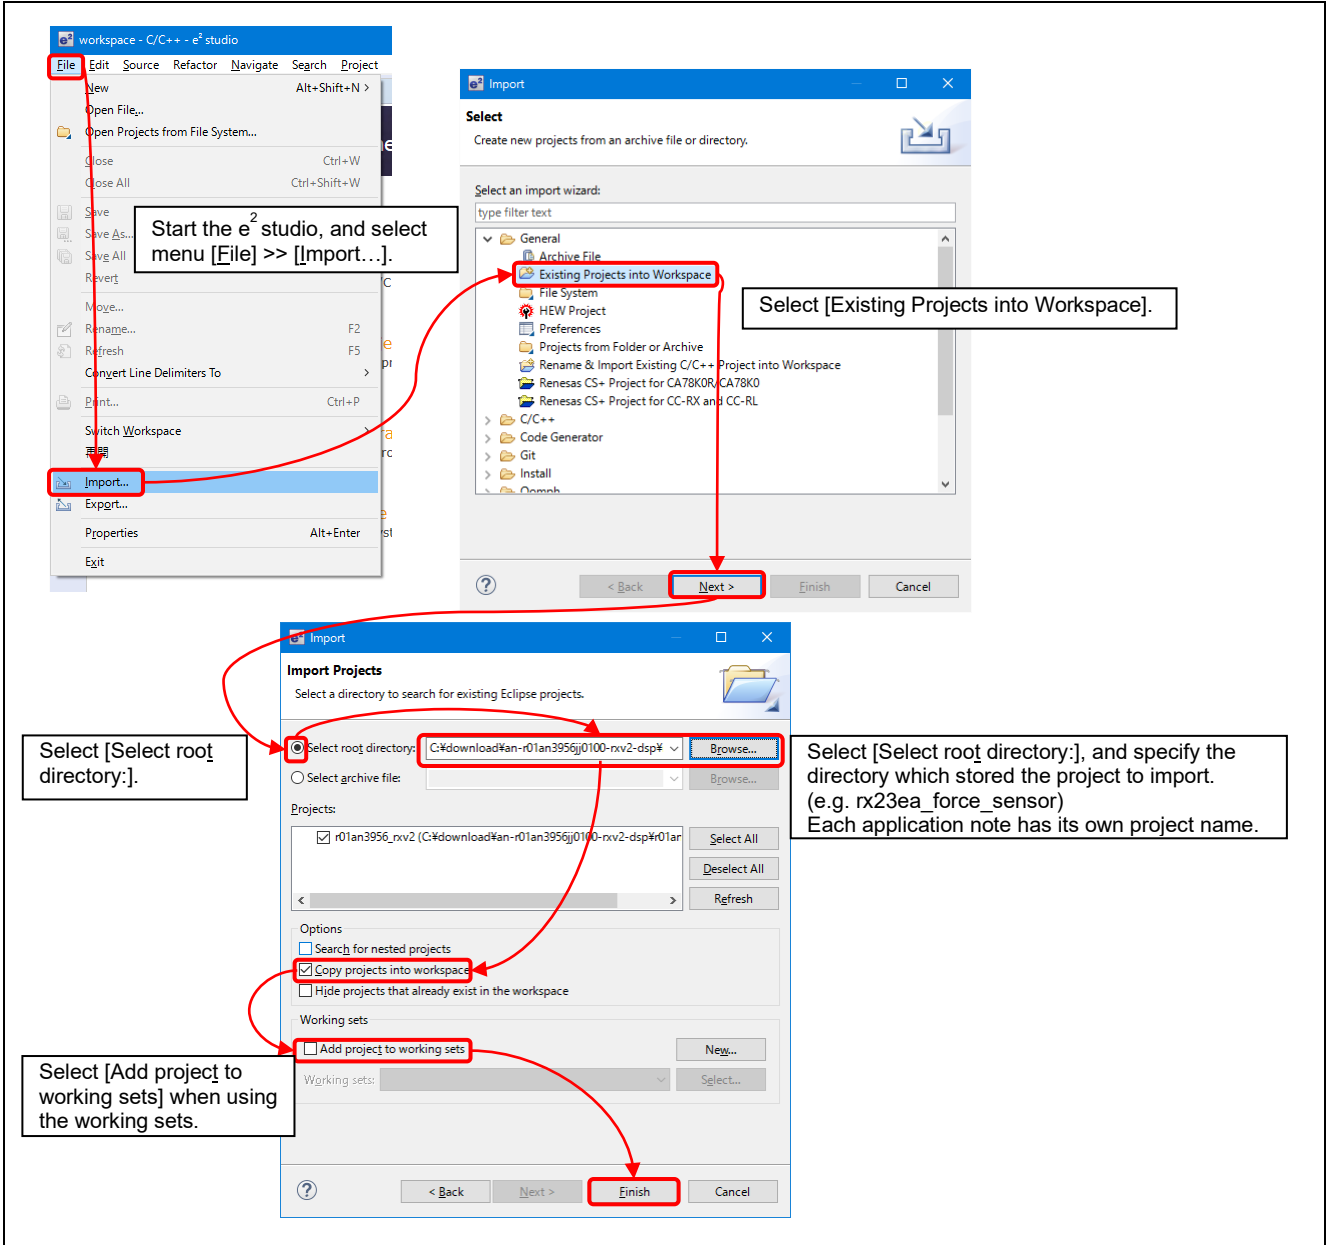 workspace - C/C++ - e² studio
File Edit Source Refactor Navigate Search Project
New Alt+Shift+N >
Open File...
Open Projects from File System...
Close Ctrl+W
Close All Ctrl+Shift+W
Save
Save As...
Save All
Revert
Move...
Rename... F2
Refresh F5
Convert Line Delimiters To >
Print... Ctrl+P
Switch Workspace
再開
Import...
Export...
Properties Alt+Enter
Exit
Start the e² studio, and select
menu [File] >> [Import…].
Import
Select
Create new projects from an archive file or directory.
Select an import wizard:
type filter text
General
Archive File
Existing Projects into Workspace
File System
HEW Project
Preferences
Projects from Folder or Archive
Rename & Import Existing C/C++ Project into Workspace
Renesas CS+ Project for CA78K0R/CA78K0
Renesas CS+ Project for CC-RX and CC-RL
C/C++
Code Generator
Git
Install
Oomph
< Back Next > Finish Cancel
Select [Existing Projects into Workspace].
Import
Import Projects
Select a directory to search for existing Eclipse projects.
Select root directory: C:¥download¥an-r01an3956jj0100-rxv2-dsp¥ Browse...
Select archive file: Browse...
Projects:
r01an3956_rxv2 (C:¥download¥an-r01an3956jj0100-rxv2-dsp¥r01an
Select All
Deselect All
Refresh
Options
Search for nested projects
Copy projects into workspace
Hide projects that already exist in the workspace
Working sets
Add project to working sets New...
Working sets: Select...
< Back Next > Finish Cancel
Select [Select root
directory:].
Select [Select root directory:], and specify the
directory which stored the project to import.
(e.g. rx23ea_force_sensor)
Each application note has its own project name.
Select [Add project to
working sets] when using
the working sets.